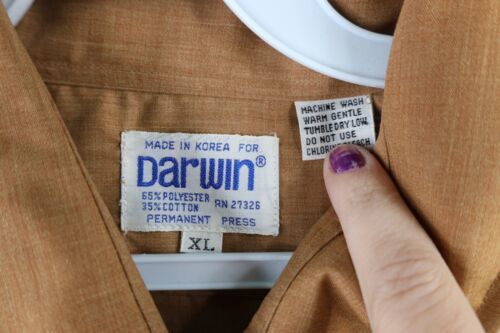 MADE IN KOREA FOR
Darwin®
65% POLYESTER
35% COTTON RN 27326
PERMANENT PRESS
XL
MACHINE WASH
WARM GENTLE
TUMBLE DRY LOW
DO NOT USE
CHLORINE BLEACH